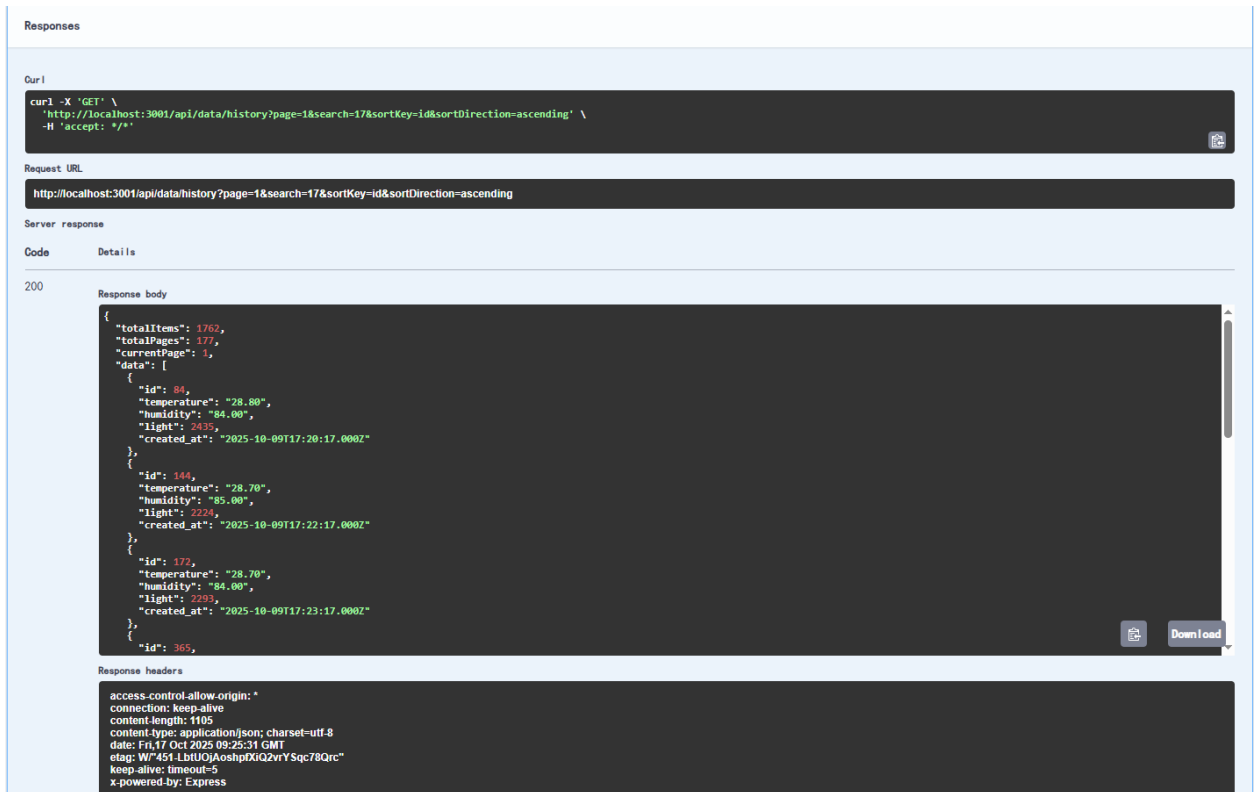 Responses
Curl
curl -X 'GET' \
  'http://localhost:3001/api/data/history?page=1&search=17&sortKey=id&sortDirection=ascending' \
  -H 'accept: */*'
Request URL
http://localhost:3001/api/data/history?page=1&search=17&sortKey=id&sortDirection=ascending
Server response
Code Details
200
Response body
{
  "totalItems": 1762,
  "totalPages": 177,
  "currentPage": 1,
  "data": [
    {
      "id": 84,
      "temperature": "28.80",
      "humidity": "84.00",
      "light": 2435,
      "created_at": "2025-10-09T17:20:17.000Z"
    },
    {
      "id": 144,
      "temperature": "28.70",
      "humidity": "85.00",
      "light": 2224,
      "created_at": "2025-10-09T17:22:17.000Z"
    },
    {
      "id": 172,
      "temperature": "28.70",
      "humidity": "84.00",
      "light": 2293,
      "created_at": "2025-10-09T17:23:17.000Z"
    },
    {
      "id": 365,
Download
Response headers
access-control-allow-origin: *
connection: keep-alive
content-length: 1105
content-type: application/json; charset=utf-8
date: Fri,17 Oct 2025 09:25:31 GMT
etag: W/"451-LbtUOjAoshpfXiQ2vrYSqc78Qrc"
keep-alive: timeout=5
x-powered-by: Express